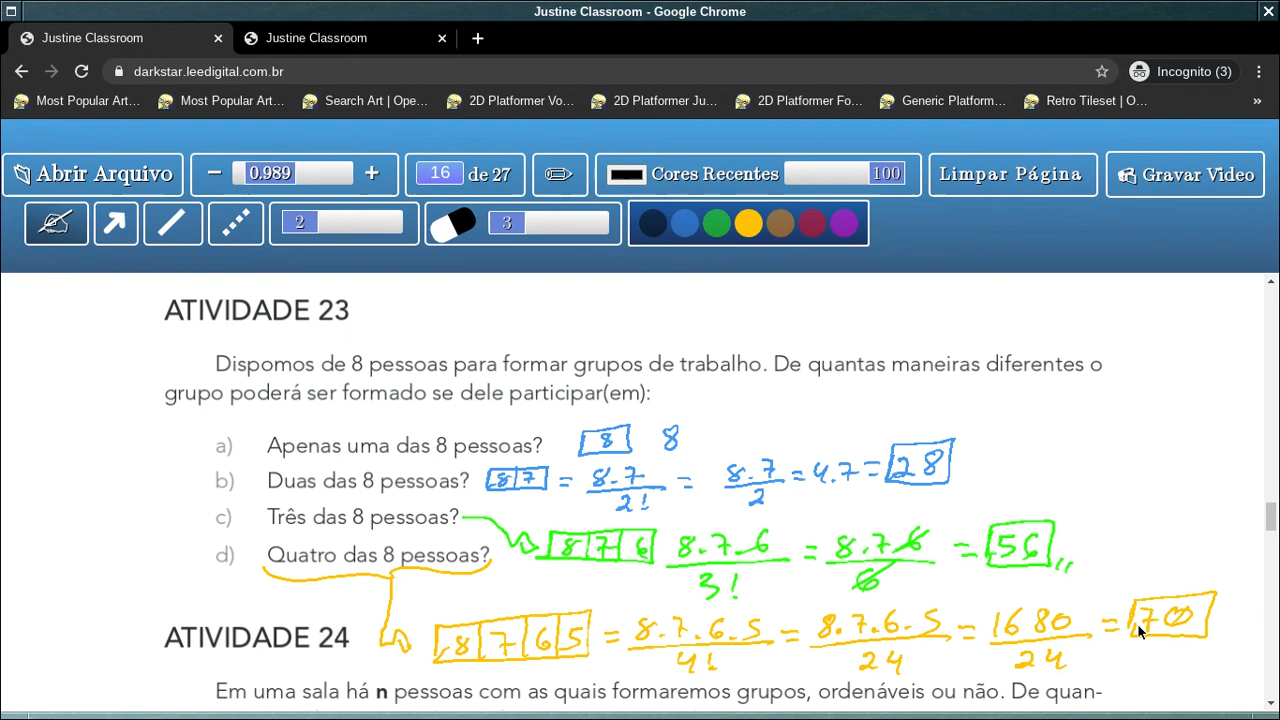 Justine Classroom - Google Chrome
Justine Classroom Justine Classroom
darkstar.leedigital.com.br Incognito (3)
Most Popular Art... Most Popular Art... Search Art | Ope... 2D Platformer Vo... 2D Platformer Ju... 2D Platformer Fo... Generic Platform... Retro Tileset | O... »
Abrir Arquivo − 0.989 + 16 de 27 Cores Recentes 100 Limpar Página Gravar Video
2 3
ATIVIDADE 23
Dispomos de 8 pessoas para formar grupos de trabalho. De quantas maneiras diferentes o
grupo poderá ser formado se dele participar(em):
a) Apenas uma das 8 pessoas? 8 8
b) Duas das 8 pessoas? 8 7 = 8.7/2! = 8.7/2 = 4.7 = 28
c) Três das 8 pessoas? 8 7 6 8.7.6/3! = 8.7.6/6 = 56
d) Quatro das 8 pessoas?
8 7 6 5 = 8.7.6.5/4! = 8.7.6.5/24 = 1680/24 = 70
ATIVIDADE 24
Em uma sala há n pessoas com as quais formaremos grupos, ordenáveis ou não. De quan-